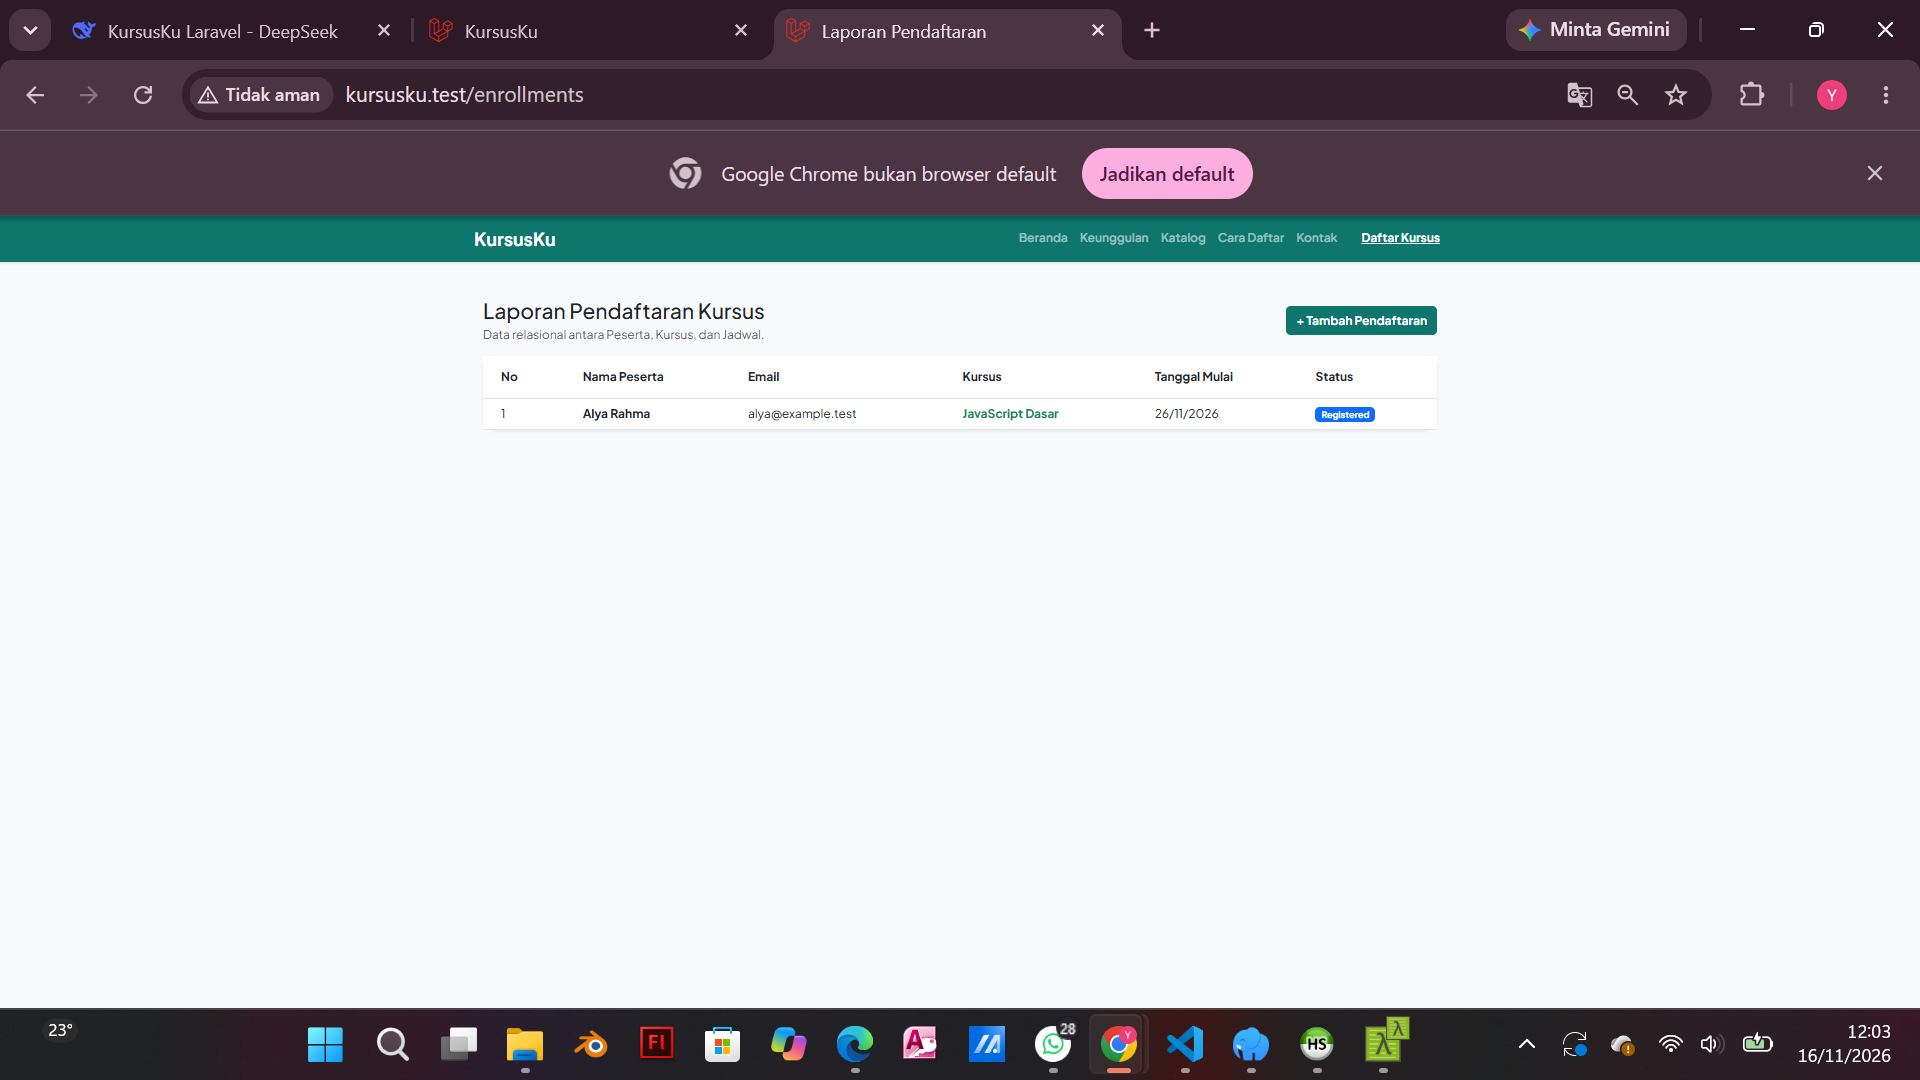 KursusKu Laravel - DeepSeek
KursusKu
Laporan Pendaftaran
Minta Gemini
Tidak aman
kursusku.test/enrollments
Y
Google Chrome bukan browser default
Jadikan default
KursusKu
Beranda Keunggulan Katalog Cara Daftar Kontak Daftar Kursus
Laporan Pendaftaran Kursus
Data relasional antara Peserta, Kursus, dan Jadwal.
+ Tambah Pendaftaran
No Nama Peserta Email Kursus Tanggal Mulai Status
1 Alya Rahma alya@example.test JavaScript Dasar 26/11/2026 Registered
23°
Fl
A
28
Y
HS
λ
λ
12:03
16/11/2026